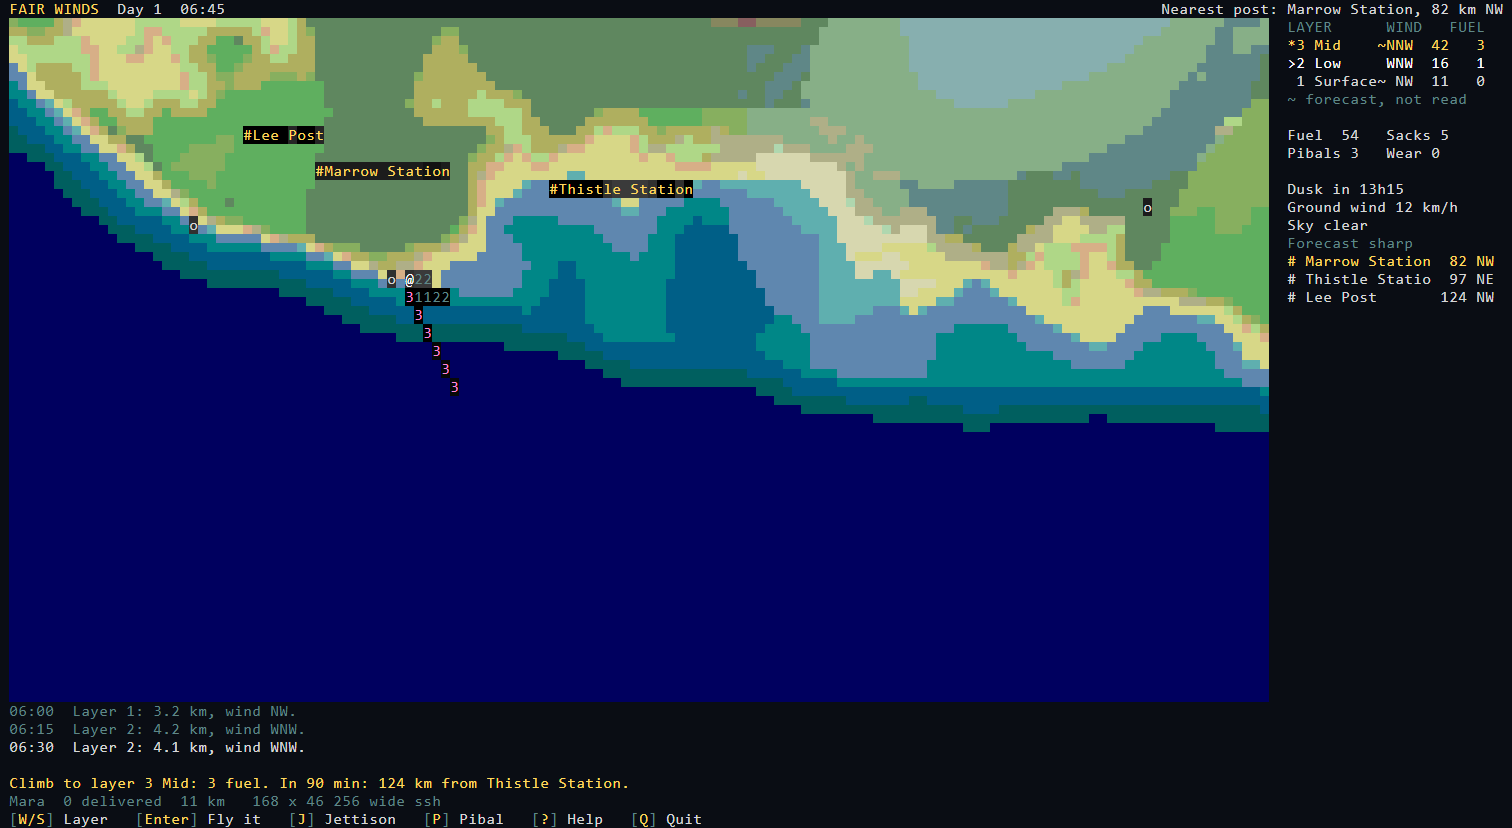 FAIR WINDS  Day 1  06:45
Nearest post: Marrow Station, 82 km NW
LAYER      WIND   FUEL
*3 Mid    ~NNW  42   3
>2 Low     WNW  16   1
1 Surface~ NW  11   0
~ forecast, not read
Fuel  54   Sacks 5
Pibals 3   Wear 0
Dusk in 13h15
Ground wind 12 km/h
Sky clear
Forecast sharp
# Marrow Station  82 NW
# Thistle Statio  97 NE
# Lee Post       124 NW
#Lee Post
#Marrow Station
#Thistle Station
o
o
o @22
31122
3
3
3
3
3
06:00  Layer 1: 3.2 km, wind NW.
06:15  Layer 2: 4.2 km, wind WNW.
06:30  Layer 2: 4.1 km, wind WNW.
Climb to layer 3 Mid: 3 fuel. In 90 min: 124 km from Thistle Station.
Mara  0 delivered  11 km   168 x 46 256 wide ssh
[W/S] Layer   [Enter] Fly it   [J] Jettison   [P] Pibal   [?] Help   [Q] Quit